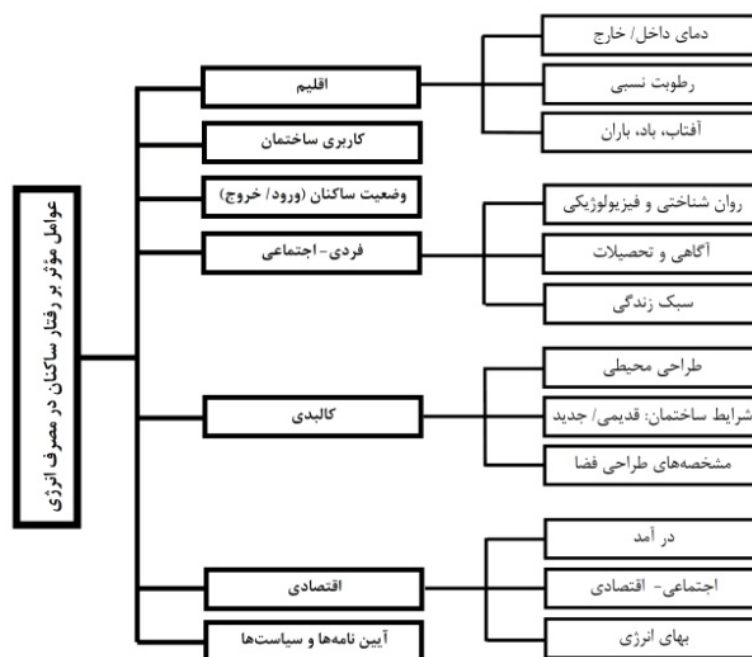 عوامل مؤثر بر رفتار ساکنان در مصرف انرژی
اقلیم
دمای داخل/ خارج
رطوبت نسبی
آفتاب، باد، باران
کاربری ساختمان
وضعیت ساکنان (ورود/ خروج)
فردی- اجتماعی
روان شناختی و فیزیولوژیکی
آگاهی و تحصیلات
سبک زندگی
کالبدی
طراحی محیطی
شرایط ساختمان: قدیمی/ جدید
مشخصه‌های طراحی فضا
اقتصادی
در آمد
اجتماعی- اقتصادی
بهای انرژی
آیین نامه‌ها و سیاست‌ها